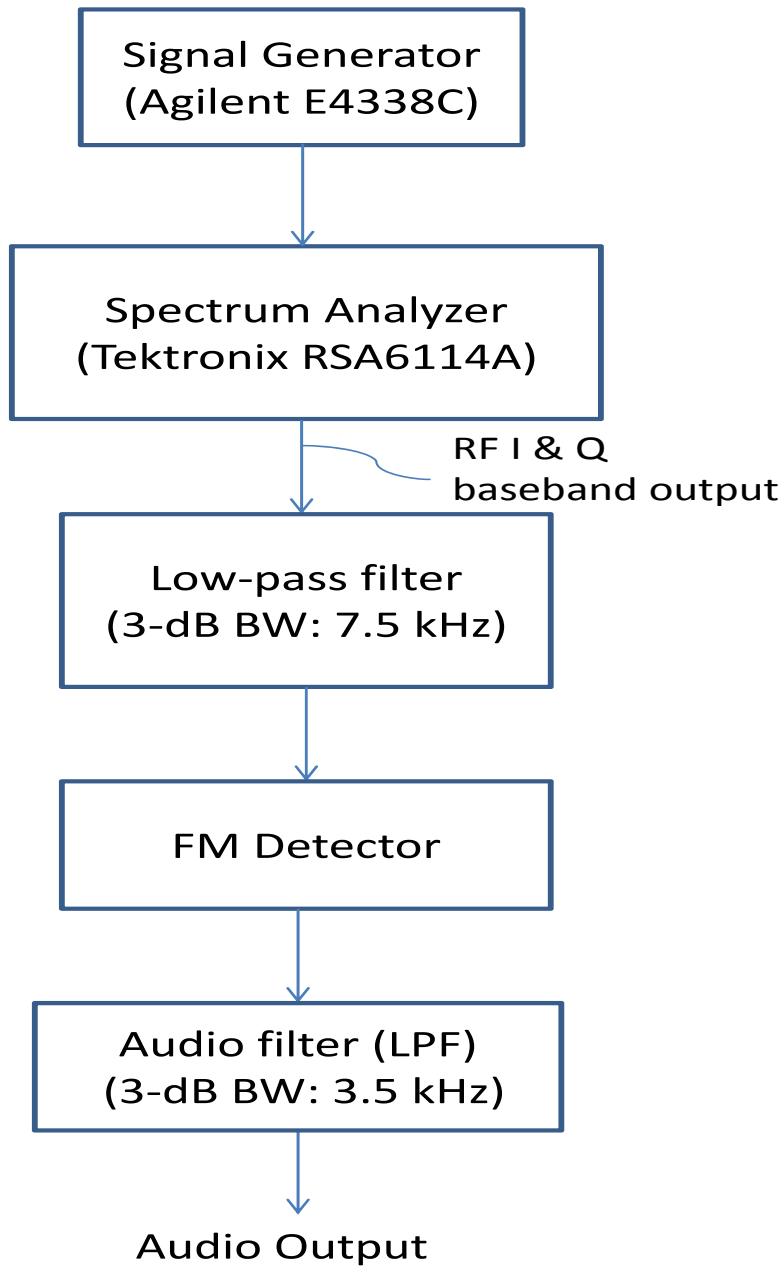 Signal Generator
(Agilent E4338C)
Spectrum Analyzer
(Tektronix RSA6114A)
RF I & Q
baseband output
Low-pass filter
(3-dB BW: 7.5 kHz)
FM Detector
Audio filter (LPF)
(3-dB BW: 3.5 kHz)
Audio Output